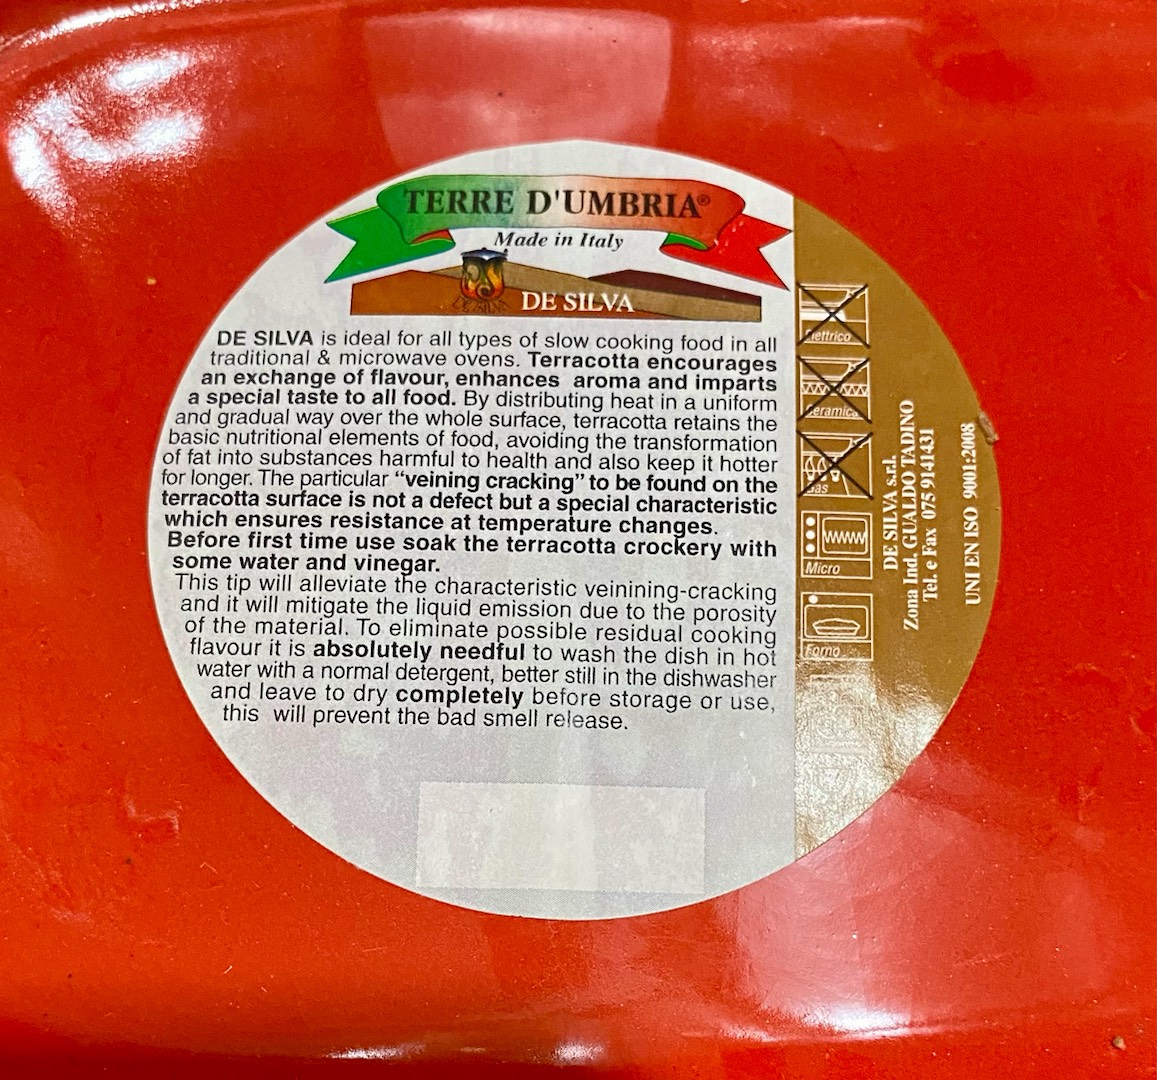 TERRE D'UMBRIA®
Made in Italy
DE SILVA
DE SILVA is ideal for all types of slow cooking food in all
traditional & microwave ovens. Terracotta encourages
an exchange of flavour, enhances aroma and imparts
a special taste to all food. By distributing heat in a uniform
and gradual way over the whole surface, terracotta retains the
basic nutritional elements of food, avoiding the transformation
of fat into substances harmful to health and also keep it hotter
for longer. The particular “veining cracking” to be found on the
terracotta surface is not a defect but a special characteristic
which ensures resistance at temperature changes.
Before first time use soak the terracotta crockery with
some water and vinegar.
This tip will alleviate the characteristic veinining-cracking
and it will mitigate the liquid emission due to the porosity
of the material. To eliminate possible residual cooking
flavour it is absolutely needful to wash the dish in hot
water with a normal detergent, better still in the dishwasher
and leave to dry completely before storage or use,
this will prevent the bad smell release.
Elettrico
Ceramica
Gas
Micro
Forno
DE SILVA s.r.l.
Zona Ind. GUALDO TADINO
Tel. e Fax 075 9141431
UNI EN ISO 9001:2008